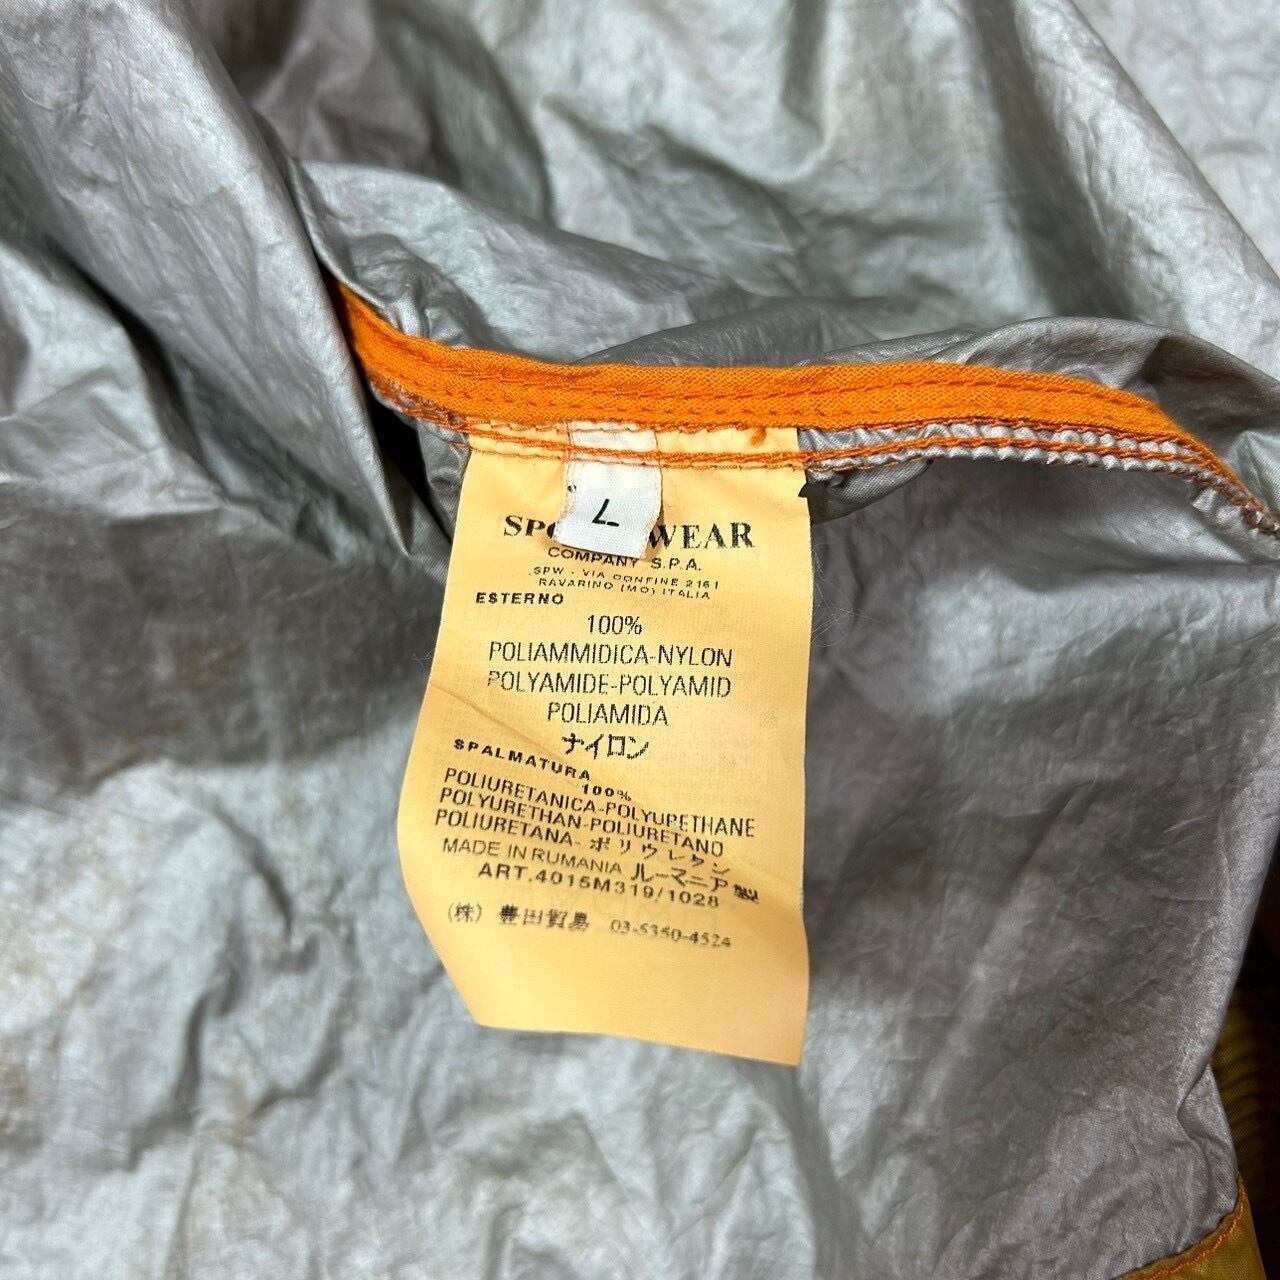 L
SPO WEAR
COMPANY S.P.A.
SPW - VIA CONFINE 2161
RAVARINO (MO) ITALIA
ESTERNO
100%
POLIAMMIDICA-NYLON
POLYAMIDE-POLYAMID
POLIAMIDA
ナイロン
SPALMATURA
100%
POLIURETANICA-POLYURETHANE
POLYURETHAN-POLIURETANO
POLIURETANA-ポリウレタン
MADE IN RUMANIA ルーマニア製
ART.4015M319/1028
(株) 豊田貿易 03-5350-4524